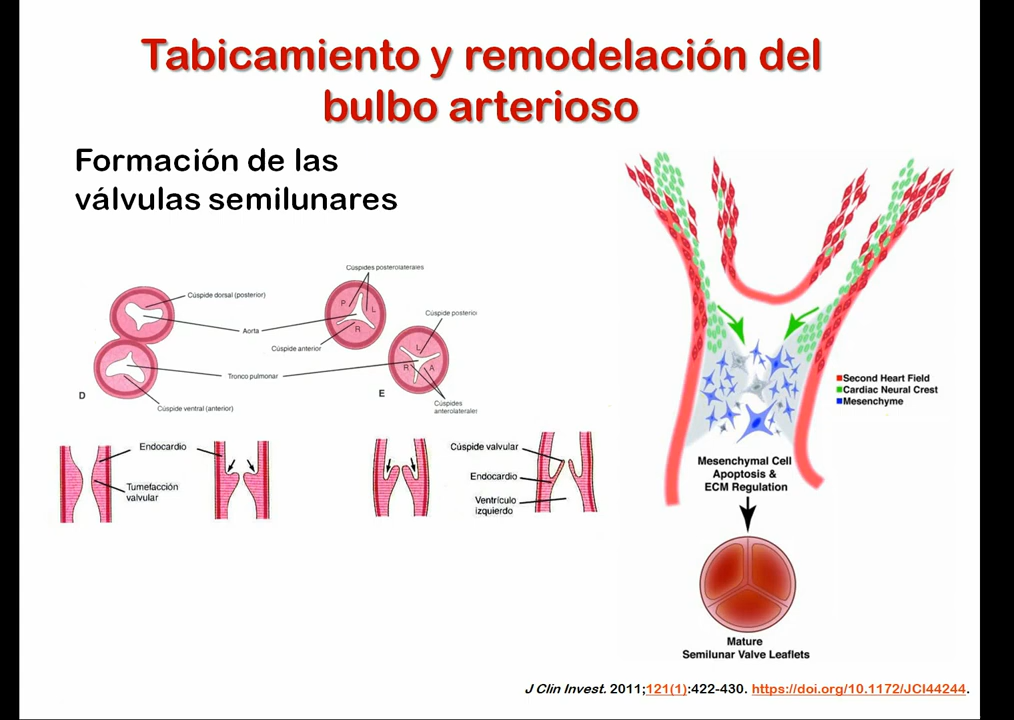 Tabicamiento y remodelación del
bulbo arterioso
Formación de las
válvulas semilunares
Cúspide dorsal (posterior)
Aorta
Tronco pulmonar
Cúspide ventral (anterior)
D
Cúspides posterolaterales
P
L
R
Cúspide anterior
Cúspide posterio
L
R
A
E
Cúspides
anterolaterale
Endocardio
Tumefacción
valvular
Cúspide valvular
Endocardio
Ventrículo
izquierdo
Second Heart Field
Cardiac Neural Crest
Mesenchyme
Mesenchymal Cell
Apoptosis &
ECM Regulation
Mature
Semilunar Valve Leaflets
J Clin Invest. 2011;121(1):422-430. https://doi.org/10.1172/JCI44244.